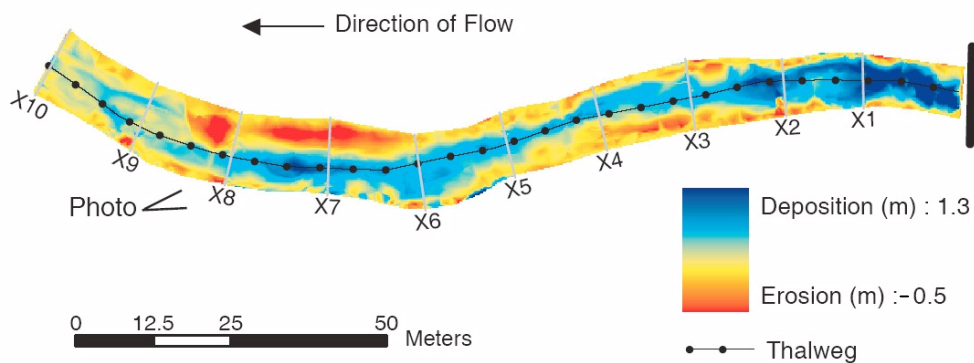 Direction of Flow
X10
X9
X8
X7
X6
X5
X4
X3
X2
X1
Photo
Deposition (m) : 1.3
Erosion (m) :-0.5
0 12.5 25 50
Meters
Thalweg